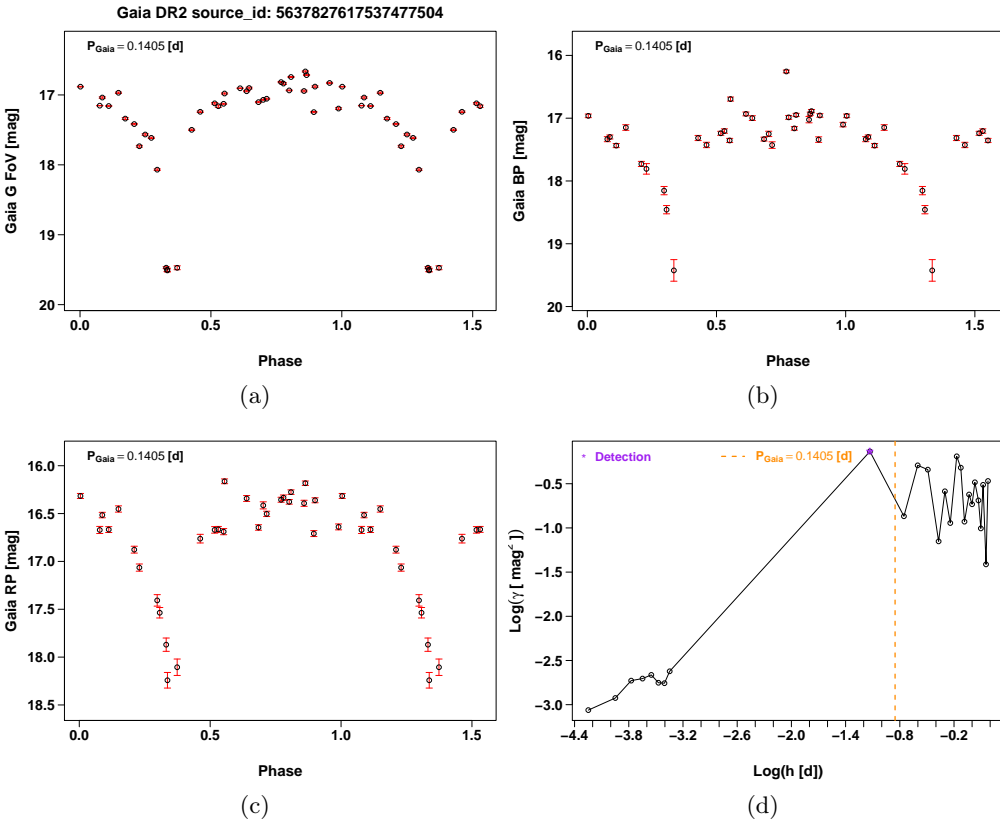 Gaia DR2 source_id: 5637827617537477504
P_Gaia = 0.1405 [d]
Gaia G FoV [mag]
17
18
19
20
0.0 0.5 1.0 1.5
Phase
(a)
P_Gaia = 0.1405 [d]
Gaia BP [mag]
16
17
18
19
20
0.0 0.5 1.0 1.5
Phase
(b)
P_Gaia = 0.1405 [d]
Gaia RP [mag]
16.0
16.5
17.0
17.5
18.0
18.5
0.0 0.5 1.0 1.5
Phase
(c)
* Detection
P_Gaia = 0.1405 [d]
Log(γ [ mag² ])
−0.5
−1.0
−1.5
−2.0
−2.5
−3.0
−4.4 −3.8 −3.2 −2.6 −2.0 −1.4 −0.8 −0.2
Log(h [d])
(d)